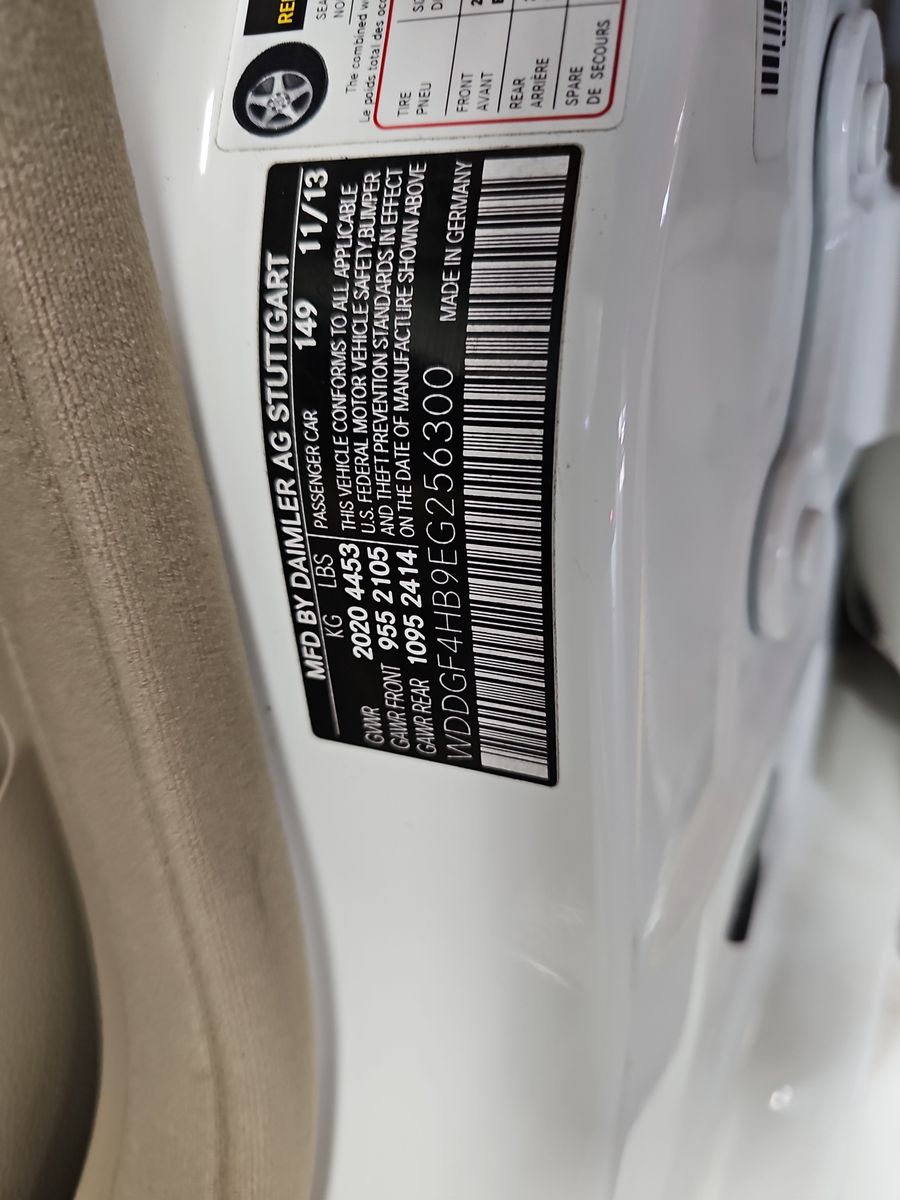 The combined w
Le poids total des occ
TIRE
PNEU
FRONT
AVANT
REAR
ARRIÈRE
SPARE
DE SECOURS
MFD BY DAIMLER AG STUTTGART
KG LBS PASSENGER CAR 149 11/13
GVWR 2020 4453 THIS VEHICLE CONFORMS TO ALL APPLICABLE
U.S. FEDERAL MOTOR VEHICLE SAFETY,BUMPER
GAWR FRONT 955 2105 AND THEFT PREVENTION STANDARDS IN EFFECT
GAWR REAR 1095 2414 ON THE DATE OF MANUFACTURE SHOWN ABOVE
WDDGF4HB9EG256300 MADE IN GERMANY